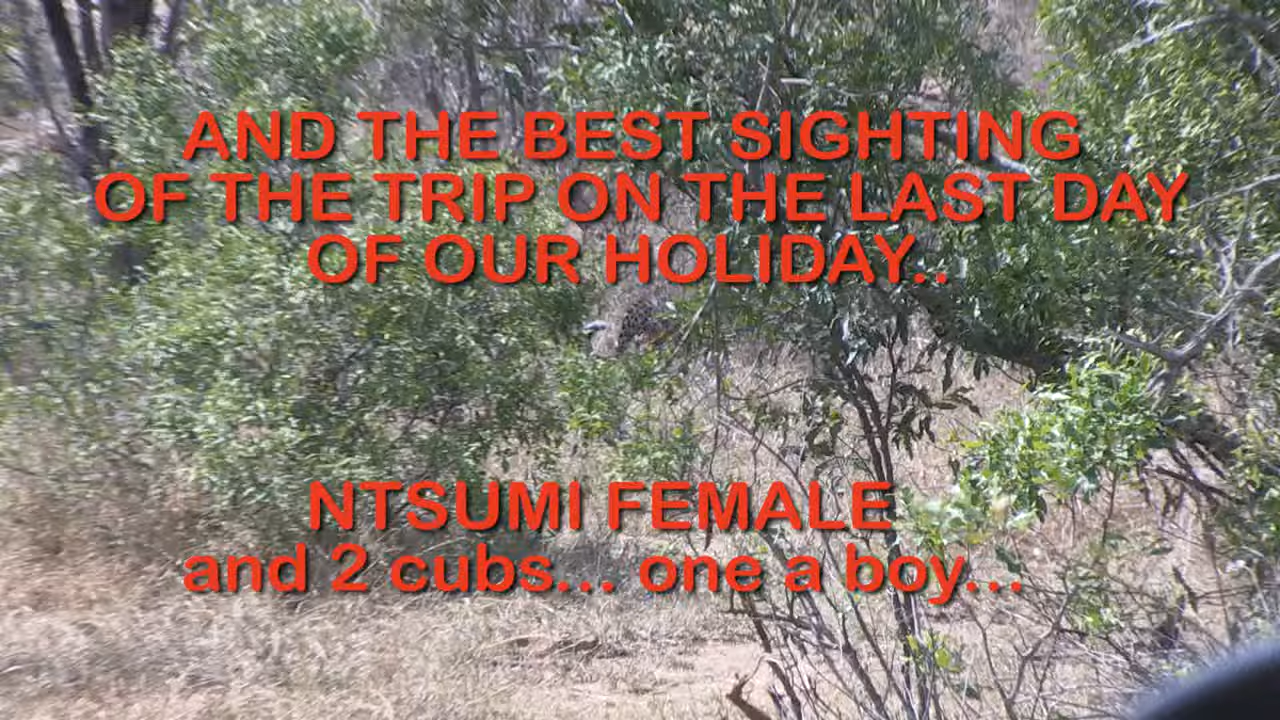 AND THE BEST SIGHTING
OF THE TRIP ON THE LAST DAY
OF OUR HOLIDAY..
NTSUMI FEMALE
and 2 cubs... one a boy...